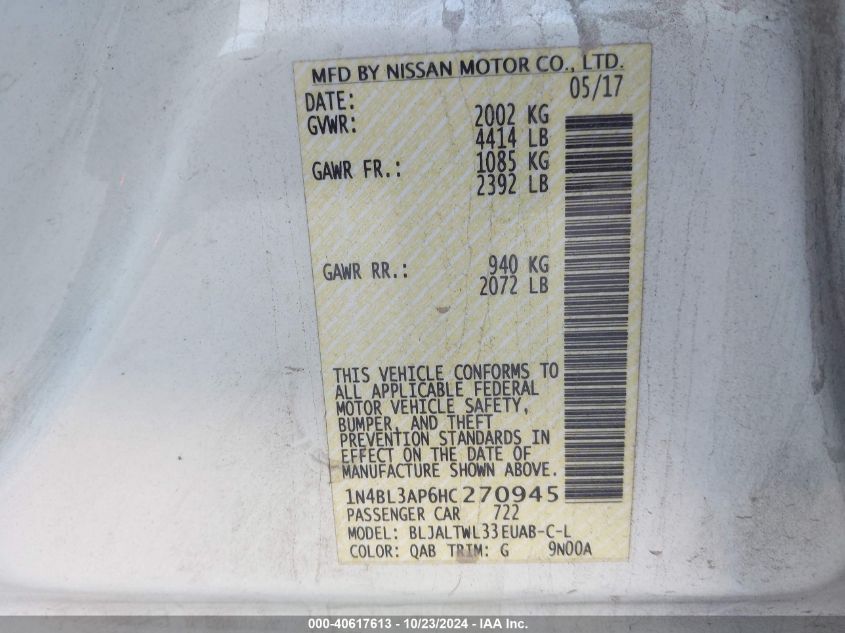 MFD BY NISSAN MOTOR CO., LTD.
DATE: 05/17
GVWR: 2002 KG
4414 LB
GAWR FR.: 1085 KG
2392 LB
GAWR RR.: 940 KG
2072 LB
THIS VEHICLE CONFORMS TO
ALL APPLICABLE FEDERAL
MOTOR VEHICLE SAFETY,
BUMPER, AND THEFT
PREVENTION STANDARDS IN
EFFECT ON THE DATE OF
MANUFACTURE SHOWN ABOVE.
1N4BL3AP6HC270945
PASSENGER CAR 722
MODEL: BLJALTWL33EUAB-C-L
COLOR: QAB TRIM: G 9N00A
000-40617613 - 10/23/2024 - IAA Inc.